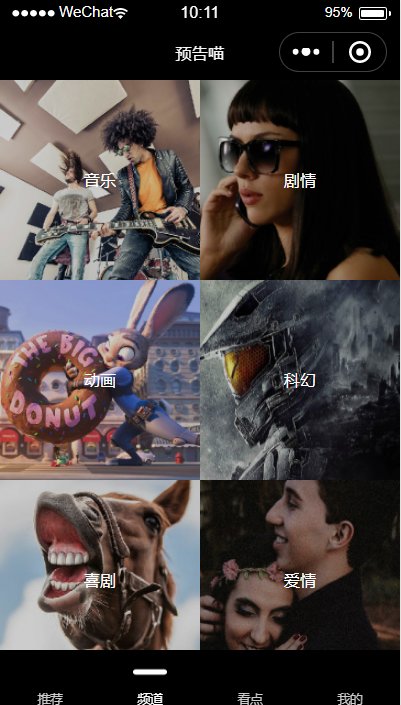 ●●●●● WeChat 10:11 95%
预告喵
音乐
剧情
THE BIG
DONUT
动画
科幻
喜剧
爱情
推荐
频道
看点
我的